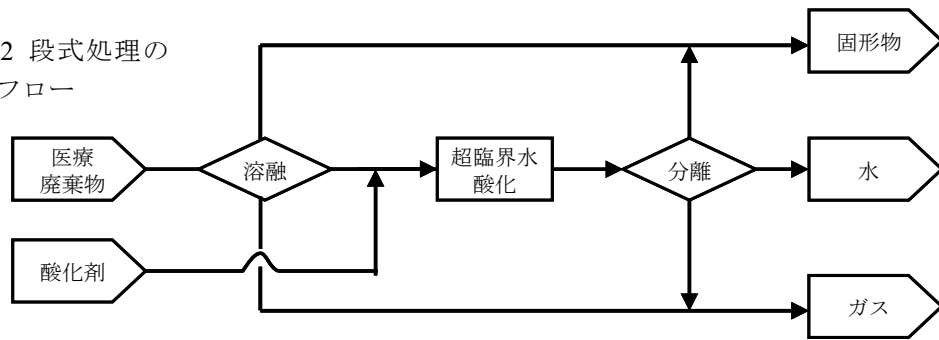 2 段式処理の
フロー
固形物
医療
廃棄物
溶融
超臨界水
酸化
分離
水
酸化剤
ガス